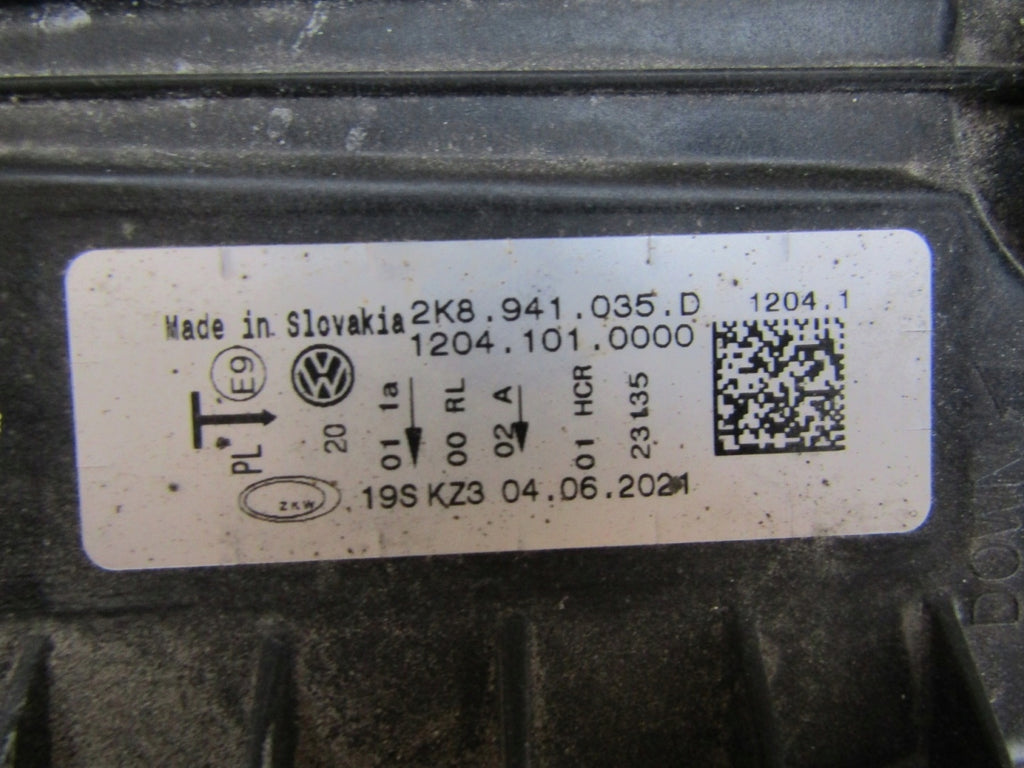 Made in Slovakia 2K8.941.035.D 1204.1
1204.101.0000
E9
PL
20
01 1a
00 RL
02 A
01 HCR
23135
ZKW
19S KZ3 04.06.2021
DOWN